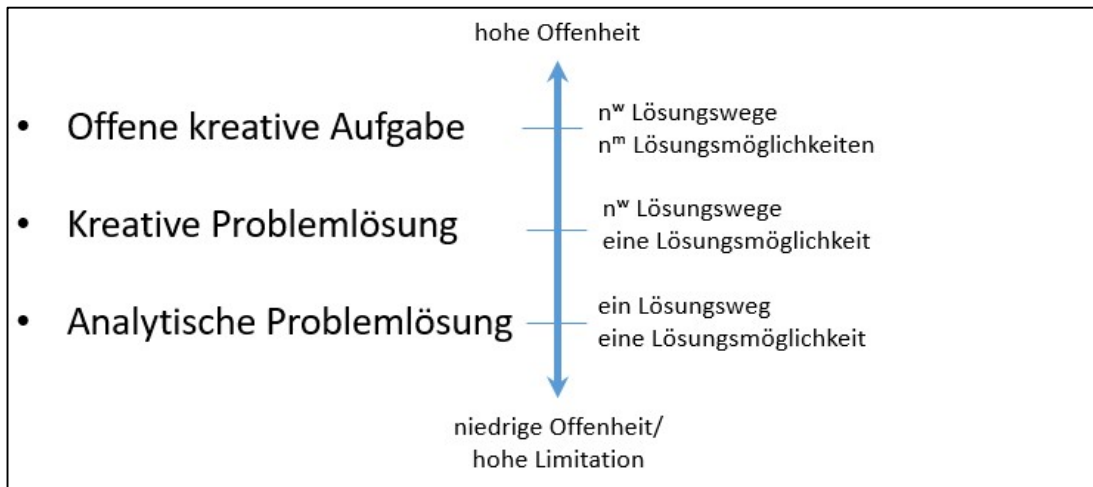 hohe Offenheit
• Offene kreative Aufgabe
nʷ Lösungswege
nᵐ Lösungsmöglichkeiten
• Kreative Problemlösung
nʷ Lösungswege
eine Lösungsmöglichkeit
• Analytische Problemlösung
ein Lösungsweg
eine Lösungsmöglichkeit
niedrige Offenheit/
hohe Limitation